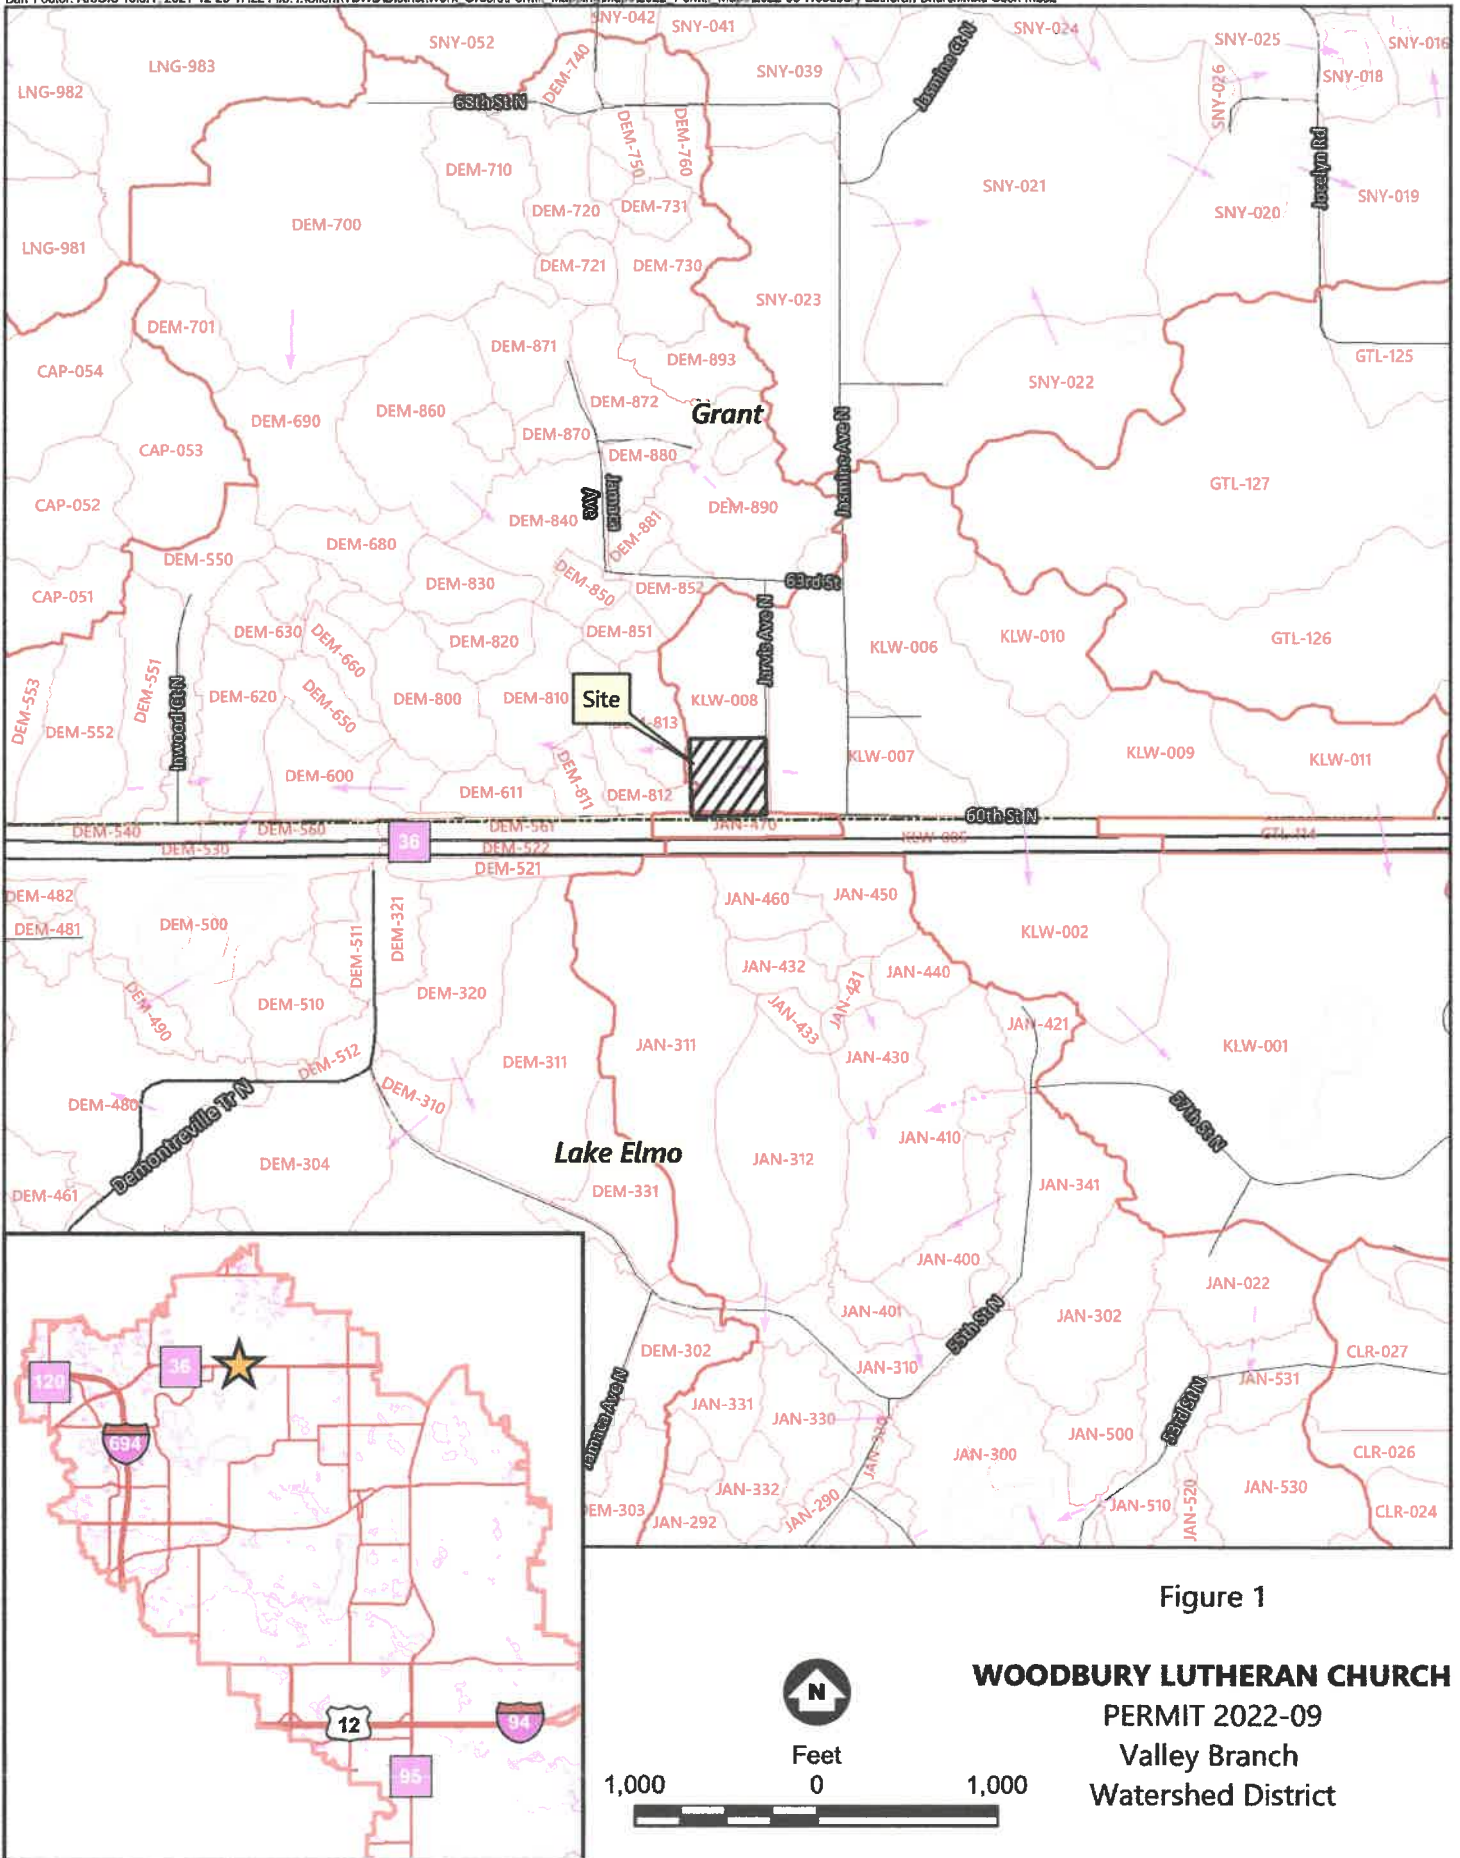 SNY-042
SNY-041
SNY-052
SNY-024
SNY-025
SNY-016
LNG-983
DEM-740
SNY-039
Jasmine Ct N
SNY-026
SNY-018
LNG-982
68th St N
DEM-750
DEM-760
Jocelyn Rd
DEM-710
SNY-021
SNY-019
DEM-720
DEM-731
SNY-020
DEM-700
LNG-981
DEM-721
DEM-730
SNY-023
DEM-701
DEM-871
DEM-893
GTL-125
CAP-054
SNY-022
DEM-872
DEM-860
Grant
DEM-690
DEM-870
Jasmine Ave N
CAP-053
DEM-880
GTL-127
CAP-052
Ave
DEM-890
DEM-840
DEM-881
DEM-680
DEM-550
DEM-830
DEM-850
DEM-852
63rd St
CAP-051
DEM-630
DEM-660
DEM-820
DEM-851
Jarvis Ave N
KLW-006
KLW-010
GTL-126
DEM-551
DEM-553
DEM-620
DEM-650
DEM-800
DEM-810
Site
KLW-008
DEM-552
Inwood Ct N
813
KLW-007
KLW-009
KLW-011
DEM-600
DEM-611
DEM-811
DEM-812
60th St N
DEM-540
DEM-560
DEM-561
JAN-470
DEM-530
36
DEM-522
KLW-005
GTL-114
DEM-521
DEM-482
DEM-500
DEM-511
DEM-321
JAN-460
JAN-450
DEM-481
KLW-002
JAN-432
JAN-431
JAN-440
DEM-490
DEM-510
DEM-320
JAN-433
JAN-421
DEM-512
DEM-311
JAN-311
JAN-430
KLW-001
DEM-480
DEM-310
57th St N
Demontreville Tr N
JAN-410
Lake Elmo
JAN-312
DEM-304
DEM-461
DEM-331
JAN-341
JAN-400
JAN-022
JAN-401
JAN-302
55th St N
DEM-302
JAN-310
CLR-027
JAN-531
Jamaca Ave N
JAN-331
JAN-330
53rd St N
JAN-500
JAN-300
CLR-026
JAN-332
JAN-290
JAN-530
EM-303
JAN-292
JAN-510
JAN-520
CLR-024
120
36
694
12
94
95
Figure 1
N
Feet
1,000 0 1,000
WOODBURY LUTHERAN CHURCH
PERMIT 2022-09
Valley Branch
Watershed District